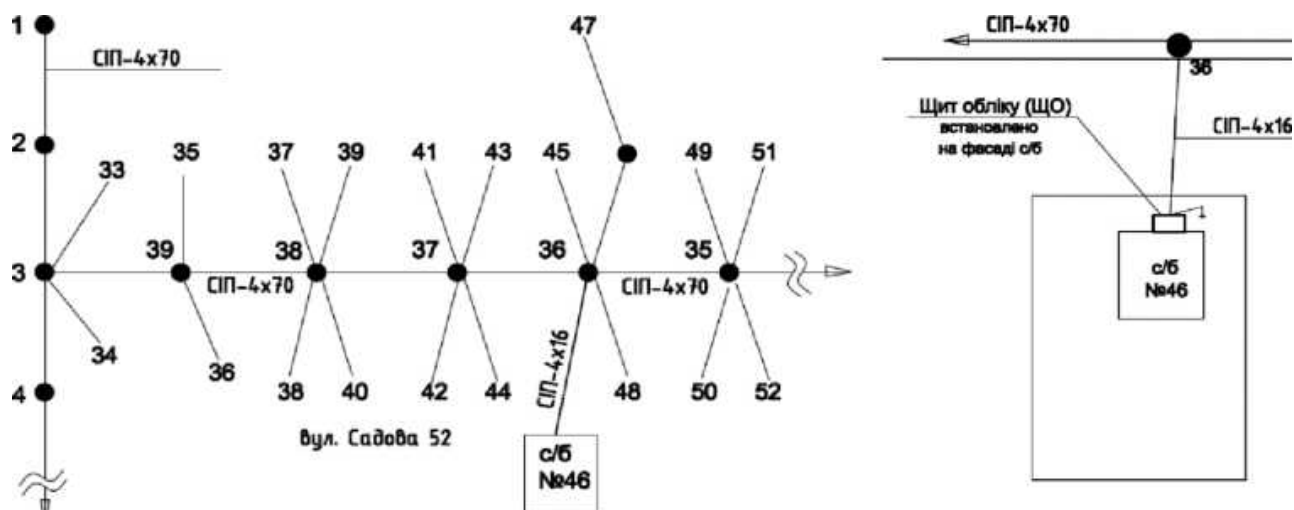 1
СІП-4х70
47
СІП-4х70
36
Щит обліку (ЩО)
встановлено
на фасаді с/б
СІП-4х16
2
33
35
37
39
41
43
45
49
51
1
3
39
38
37
36
35
СІП-4х70
СІП-4х70
с/б
№46
34
36
СІП-4х16
4
38
40
42
44
48
50
52
вул. Садова 52
с/б
№46